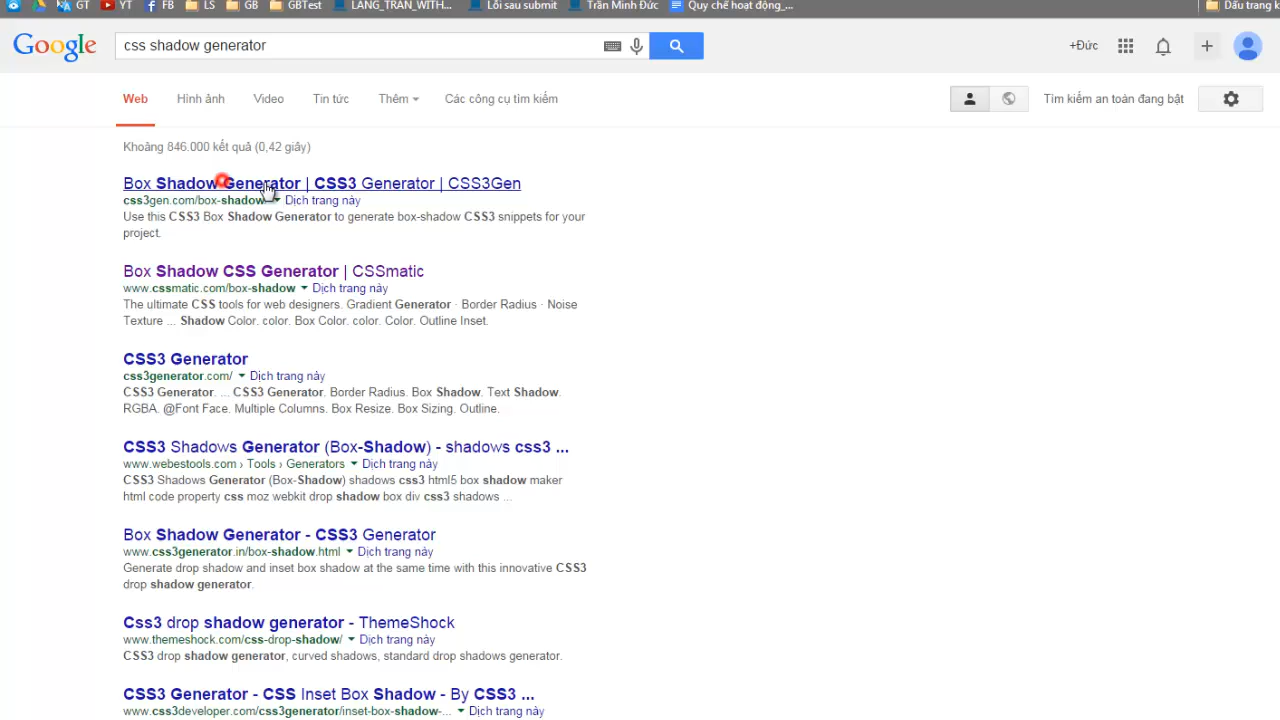 GT YT FB LS GB GBTest LANG_TRAN_WITH... Lỗi sau submit Trần Minh Đức Quy chế hoạt động_... Dấu trang k
Google css shadow generator +Đức
Web Hình ảnh Video Tin tức Thêm Các công cụ tìm kiếm Tìm kiếm an toàn đang bật
Khoảng 846.000 kết quả (0,42 giây)
Box Shadow Generator | CSS3 Generator | CSS3Gen
css3gen.com/box-shadow Dịch trang này
Use this CSS3 Box Shadow Generator to generate box-shadow CSS3 snippets for your
project.
Box Shadow CSS Generator | CSSmatic
www.cssmatic.com/box-shadow Dịch trang này
The ultimate CSS tools for web designers. Gradient Generator · Border Radius · Noise
Texture ... Shadow Color. color. Box Color. color. Color. Outline Inset.
CSS3 Generator
css3generator.com/ Dịch trang này
CSS3 Generator. ... CSS3 Generator. Border Radius. Box Shadow. Text Shadow.
RGBA. @Font Face. Multiple Columns. Box Resize. Box Sizing. Outline.
CSS3 Shadows Generator (Box-Shadow) - shadows css3 ...
www.webestools.com › Tools › Generators Dịch trang này
CSS3 Shadows Generator (Box-Shadow) shadows css3 html5 box shadow maker
html code property css moz webkit drop shadow box div css3 shadows ...
Box Shadow Generator - CSS3 Generator
www.css3generator.in/box-shadow.html Dịch trang này
Generate drop shadow and inset box shadow at the same time with this innovative CSS3
drop shadow generator.
Css3 drop shadow generator - ThemeShock
www.themeshock.com/css-drop-shadow/ Dịch trang này
CSS3 drop shadow generator, curved shadows, standard drop shadows generator.
CSS3 Generator - CSS Inset Box Shadow - By CSS3 ...
www.css3developer.com/css3generator/inset-box-shadow-... Dịch trang này